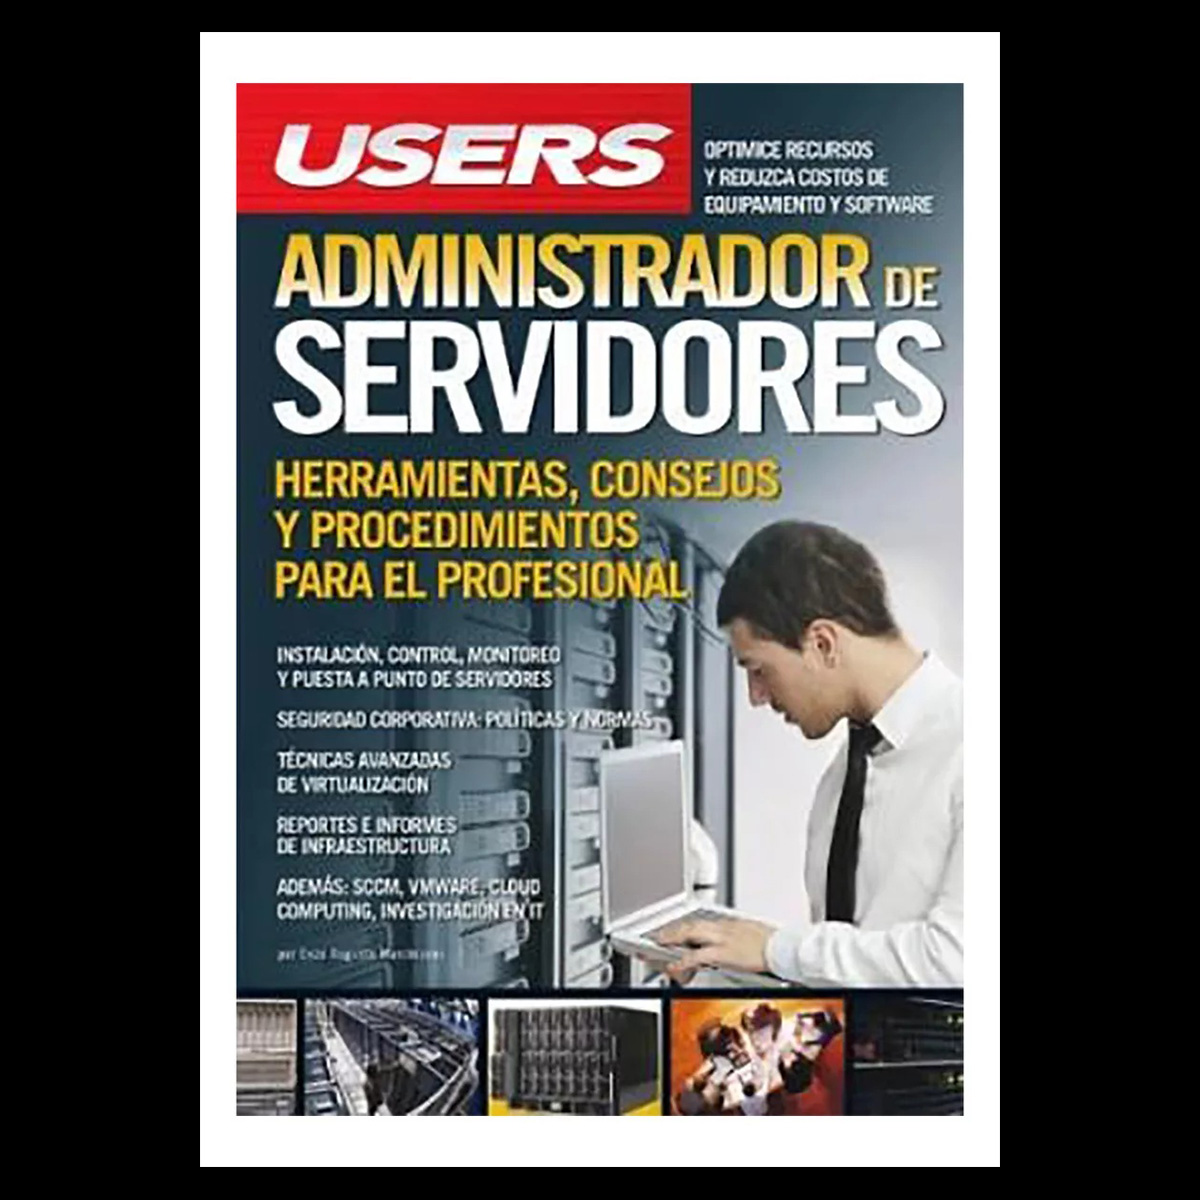 USERS
OPTIMICE RECURSOS
Y REDUZCA COSTOS DE
EQUIPAMIENTO Y SOFTWARE
ADMINISTRADOR DE
SERVIDORES
HERRAMIENTAS, CONSEJOS
Y PROCEDIMIENTOS
PARA EL PROFESIONAL
INSTALACIÓN, CONTROL, MONITOREO
Y PUESTA A PUNTO DE SERVIDORES
SEGURIDAD CORPORATIVA: POLÍTICAS Y NORMAS
TÉCNICAS AVANZADAS
DE VIRTUALIZACIÓN
REPORTES E INFORMES
DE INFRAESTRUCTURA
ADEMÁS: SCCM, VMWARE, CLOUD
COMPUTING, INVESTIGACIÓN EN IT
por